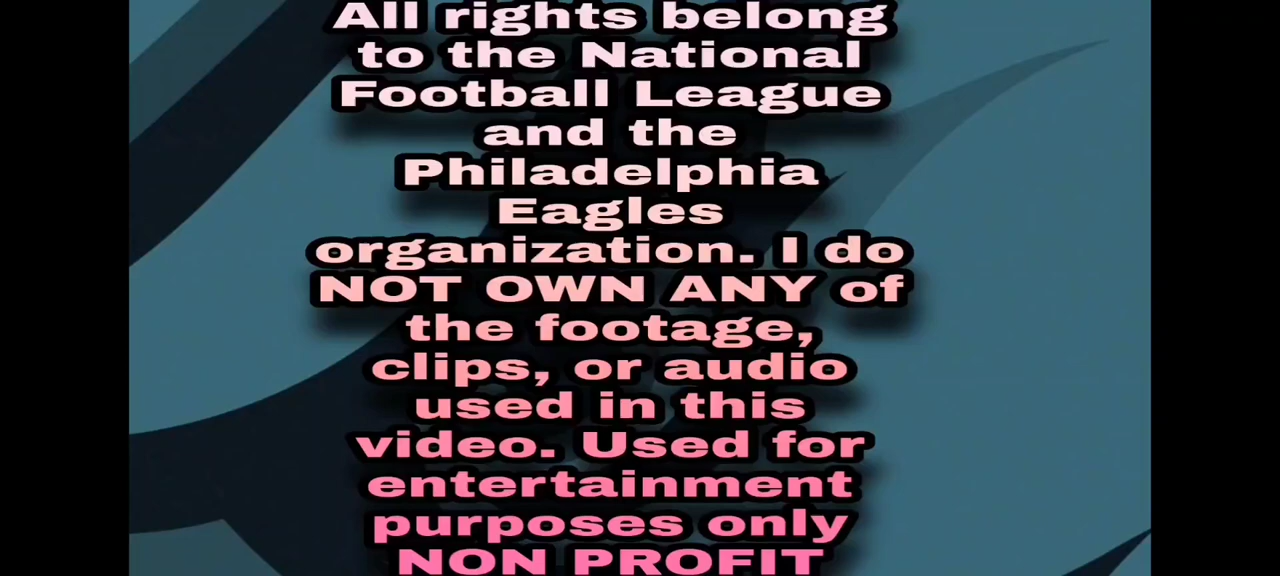 All rights belong
to the National
Football League
and the
Philadelphia
Eagles
organization. I do
NOT OWN ANY of
the footage,
clips, or audio
used in this
video. Used for
entertainment
purposes only
NON PROFIT